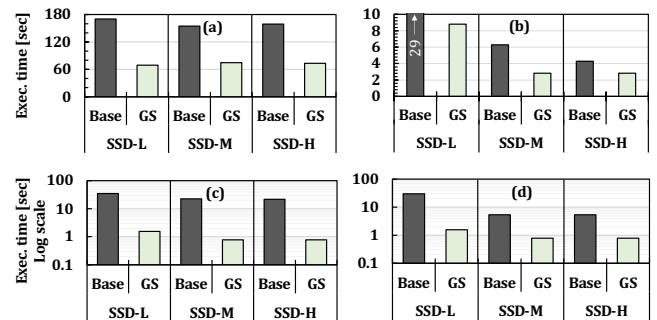 Exec. time [sec]
180
120
60
0
(a)
Base GS Base GS Base GS
SSD-L SSD-M SSD-H
10
8
6
4
2
0
29 →
(b)
Base GS Base GS Base GS
SSD-L SSD-M SSD-H
Exec. time [sec]
Log scale
100
10
1
0.1
(c)
Base GS Base GS Base GS
SSD-L SSD-M SSD-H
100
10
1
0.1
(d)
Base GS Base GS Base GS
SSD-L SSD-M SSD-H